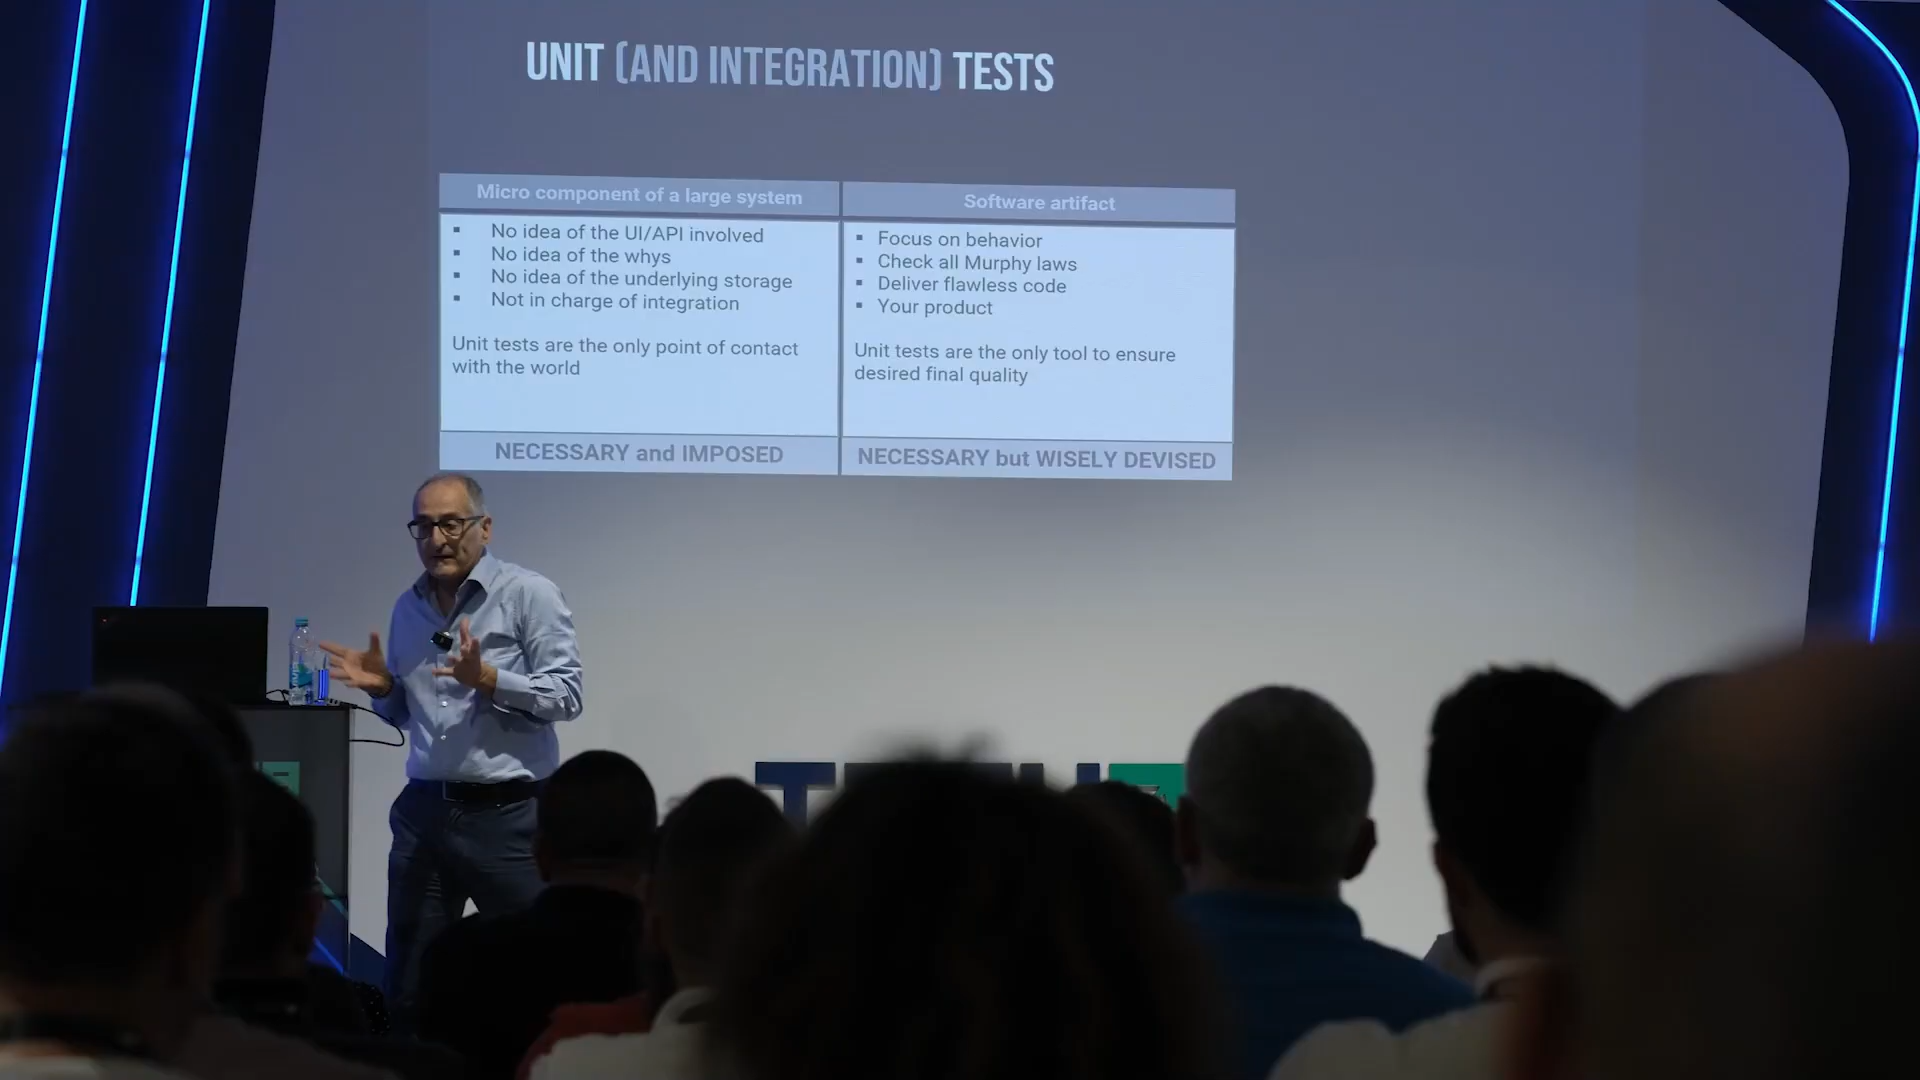 UNIT (AND INTEGRATION) TESTS
Micro component of a large system
▪ No idea of the UI/API involved
▪ No idea of the whys
▪ No idea of the underlying storage
▪ Not in charge of integration
Unit tests are the only point of contact
with the world
NECESSARY and IMPOSED
Software artifact
▪ Focus on behavior
▪ Check all Murphy laws
▪ Deliver flawless code
▪ Your product
Unit tests are the only tool to ensure
desired final quality
NECESSARY but WISELY DEVISED